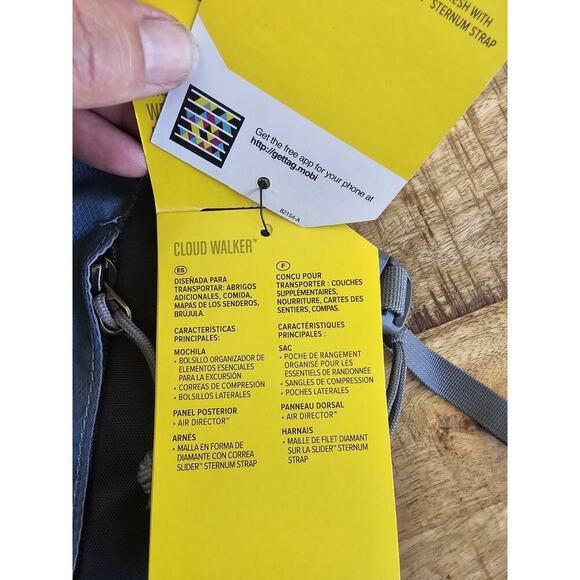 ESH WITH
STERNUM STRAP
Get the free app for your phone at
http://gettag.mobi
82154-A
CLOUD WALKER™
ES
DISEÑADA PARA
TRANSPORTAR: ABRIGOS
ADICIONALES, COMIDA,
MAPAS DE LOS SENDEROS,
BRÚJULA.
CARACTERÍSTICAS
PRINCIPALES:
MOCHILA
• BOLSILLO ORGANIZADOR DE
ELEMENTOS ESENCIALES
PARA LA EXCURSIÓN
• CORREAS DE COMPRESIÓN
• BOLSILLOS LATERALES
PANEL POSTERIOR
• AIR DIRECTOR™
ARNÉS
• MALLA EN FORMA DE
DIAMANTE CON CORREA
SLIDER™ STERNUM STRAP
F
CONÇU POUR
TRANSPORTER : COUCHES
SUPPLÉMENTAIRES,
NOURRITURE, CARTES DES
SENTIERS, COMPAS.
CARACTÉRISTIQUES
PRINCIPALES :
SAC
• POCHE DE RANGEMENT
ORGANISÉ POUR LES
ESSENTIELS DE RANDONNÉE
• SANGLES DE COMPRESSION
• POCHES LATERALES
PANNEAU DORSAL
• AIR DIRECTOR™
HARNAIS
• MAILLE DE FILET DIAMANT
SUR LA SLIDER™ STERNUM
STRAP